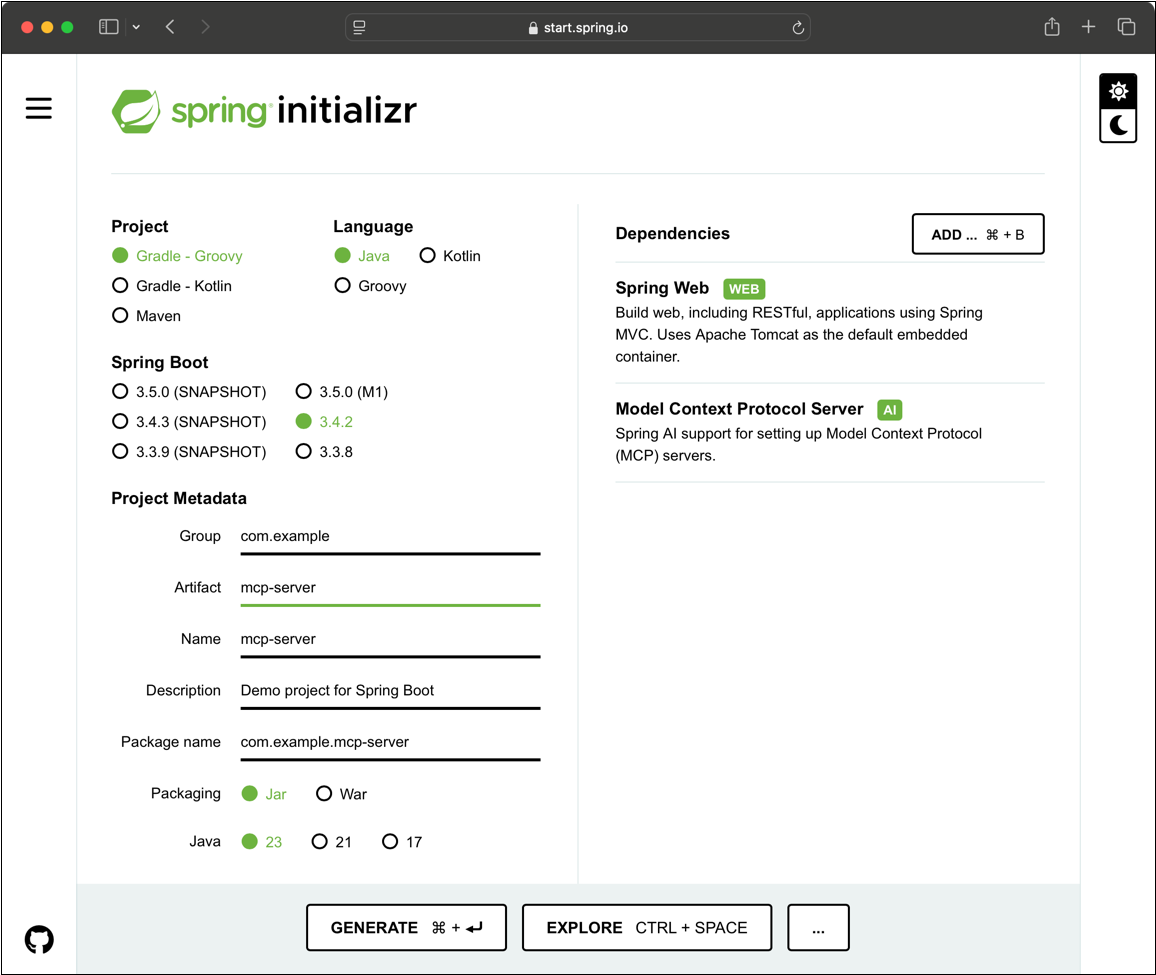 start.spring.io
spring initializr
Project
Gradle - Groovy
Gradle - Kotlin
Maven
Language
Java Kotlin
Groovy
Spring Boot
3.5.0 (SNAPSHOT) 3.5.0 (M1)
3.4.3 (SNAPSHOT) 3.4.2
3.3.9 (SNAPSHOT) 3.3.8
Project Metadata
Group com.example
Artifact mcp-server
Name mcp-server
Description Demo project for Spring Boot
Package name com.example.mcp-server
Packaging Jar War
Java 23 21 17
Dependencies
ADD ... ⌘ + B
Spring Web WEB
Build web, including RESTful, applications using Spring
MVC. Uses Apache Tomcat as the default embedded
container.
Model Context Protocol Server AI
Spring AI support for setting up Model Context Protocol
(MCP) servers.
GENERATE ⌘ + ⏎
EXPLORE CTRL + SPACE
...